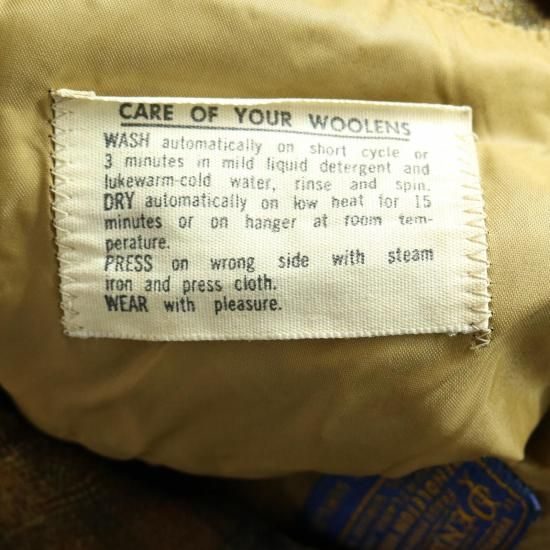 CARE OF YOUR WOOLENS
WASH automatically on short cycle or
3 minutes in mild liquid detergent and
lukewarm-cold water, rinse and spin.
DRY automatically on low heat for 15
minutes or on hanger at room tem-
perature.
PRESS on wrong side with steam
iron and press cloth.
WEAR with pleasure.